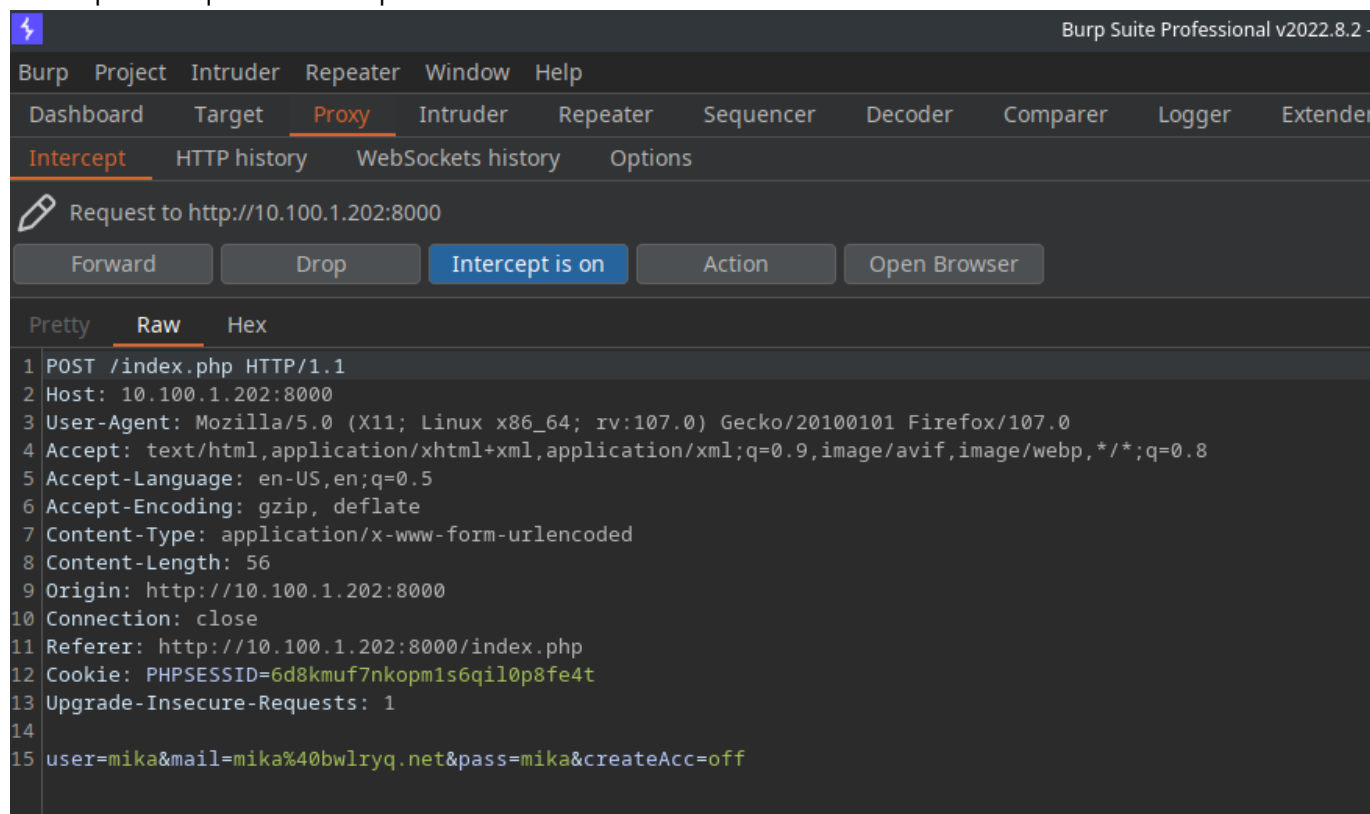 Burp Suite Professional v2022.8.2 -
Burp Project Intruder Repeater Window Help
Dashboard Target Proxy Intruder Repeater Sequencer Decoder Comparer Logger Extender
Intercept HTTP history WebSockets history Options
Request to http://10.100.1.202:8000
Forward Drop Intercept is on Action Open Browser
Pretty Raw Hex
1 POST /index.php HTTP/1.1
2 Host: 10.100.1.202:8000
3 User-Agent: Mozilla/5.0 (X11; Linux x86_64; rv:107.0) Gecko/20100101 Firefox/107.0
4 Accept: text/html,application/xhtml+xml,application/xml;q=0.9,image/avif,image/webp,*/*;q=0.8
5 Accept-Language: en-US,en;q=0.5
6 Accept-Encoding: gzip, deflate
7 Content-Type: application/x-www-form-urlencoded
8 Content-Length: 56
9 Origin: http://10.100.1.202:8000
10 Connection: close
11 Referer: http://10.100.1.202:8000/index.php
12 Cookie: PHPSESSID=6d8kmuf7nkopm1s6qil0p8fe4t
13 Upgrade-Insecure-Requests: 1
14
15 user=mika&mail=mika%40bwlryq.net&pass=mika&createAcc=off